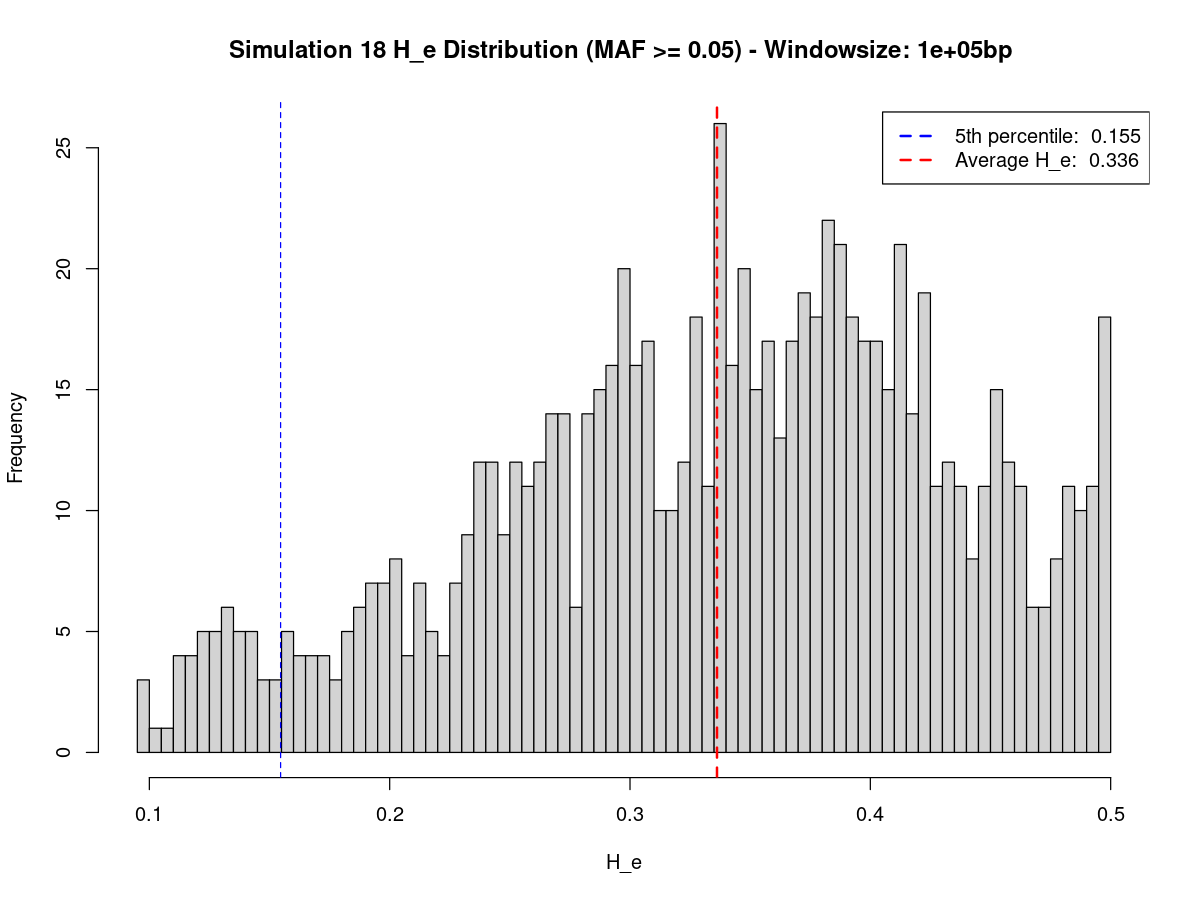 Simulation 18 H_e Distribution (MAF >= 0.05) - Windowsize: 1e+05bp
5th percentile: 0.155
Average H_e: 0.336
Frequency
25
20
15
10
5
0
0.1 0.2 0.3 0.4 0.5
H_e